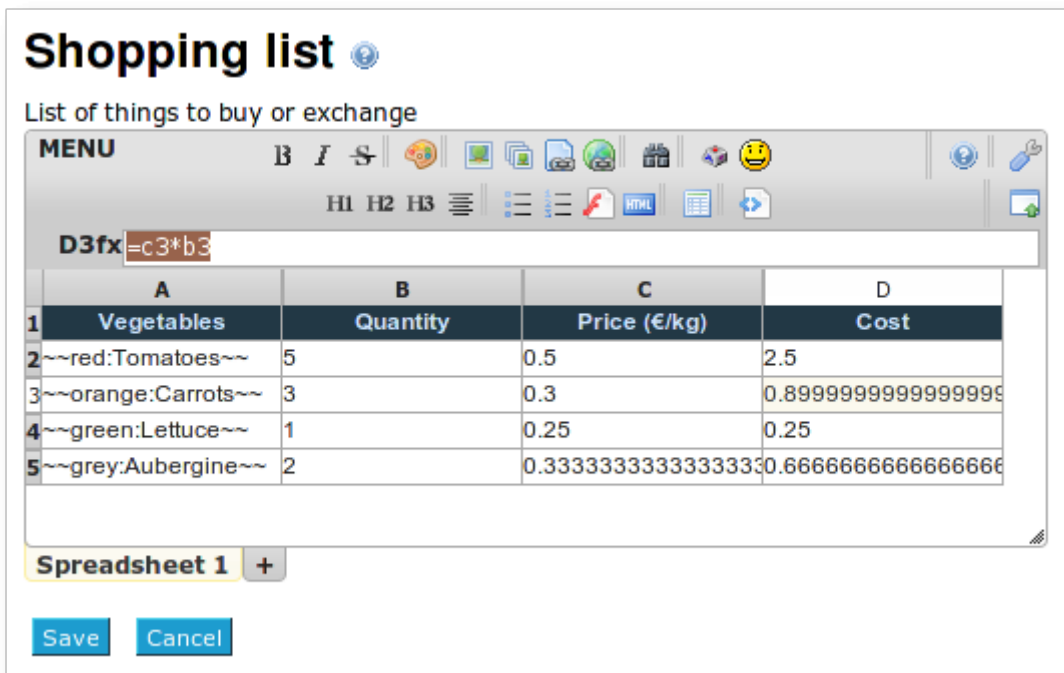 Shopping list
List of things to buy or exchange
MENU B I S
H1 H2 H3 HTML
D3fx =c3*b3
A B C D
1 Vegetables Quantity Price (€/kg) Cost
2 ~~red:Tomatoes~~ 5 0.5 2.5
3 ~~orange:Carrots~~ 3 0.3 0.8999999999999999
4 ~~green:Lettuce~~ 1 0.25 0.25
5 ~~grey:Aubergine~~ 2 0.3333333333333333 0.6666666666666666
Spreadsheet 1 +
Save Cancel